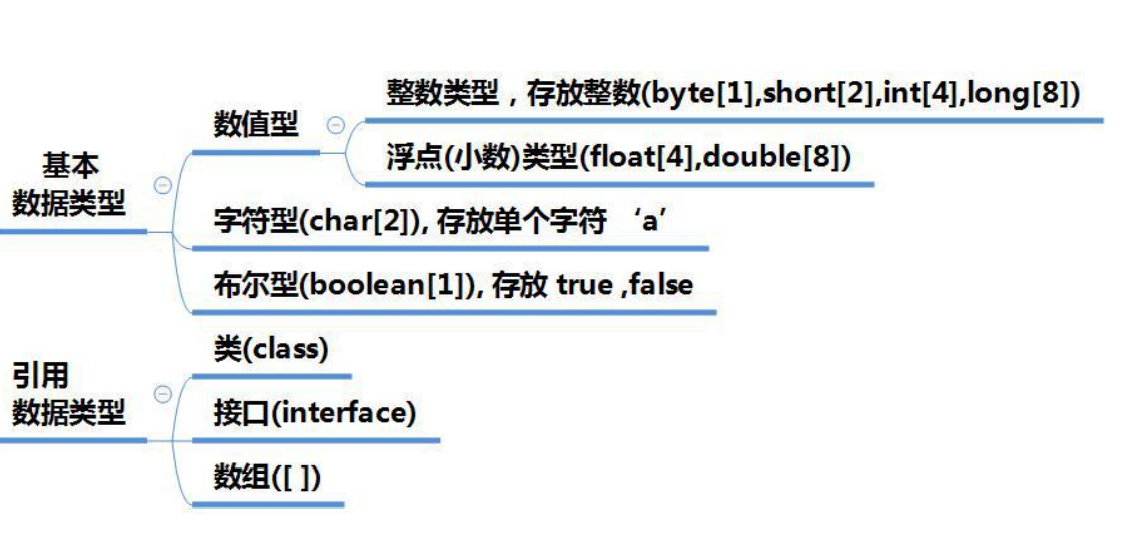 基本
数据类型
数值型
整数类型，存放整数(byte[1],short[2],int[4],long[8])
浮点(小数)类型(float[4],double[8])
字符型(char[2]), 存放单个字符 ‘a’
布尔型(boolean[1]), 存放 true ,false
引用
数据类型
类(class)
接口(interface)
数组([ ])